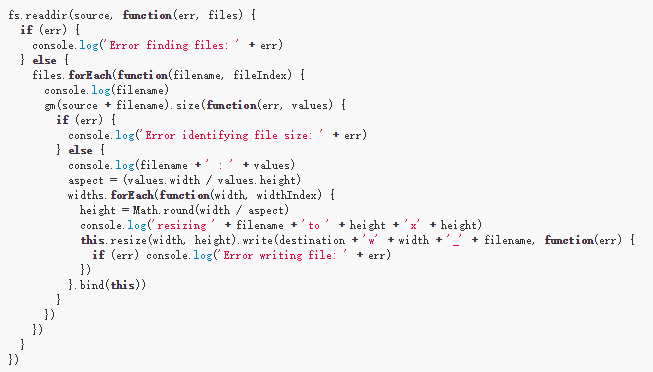 fs.readdir(source, function(err, files) {
  if (err) {
    console.log('Error finding files: ' + err)
  } else {
    files.forEach(function(filename, fileIndex) {
      console.log(filename)
      gm(source + filename).size(function(err, values) {
        if (err) {
          console.log('Error identifying file size: ' + err)
        } else {
          console.log(filename + ' : ' + values)
          aspect = (values.width / values.height)
          widths.forEach(function(width, widthIndex) {
            height = Math.round(width / aspect)
            console.log('resizing ' + filename + 'to ' + height + 'x' + height)
            this.resize(width, height).write(destination + 'w' + width + '_' + filename, function(err) {
              if (err) console.log('Error writing file: ' + err)
            })
          }.bind(this))
        }
      })
    })
  }
})